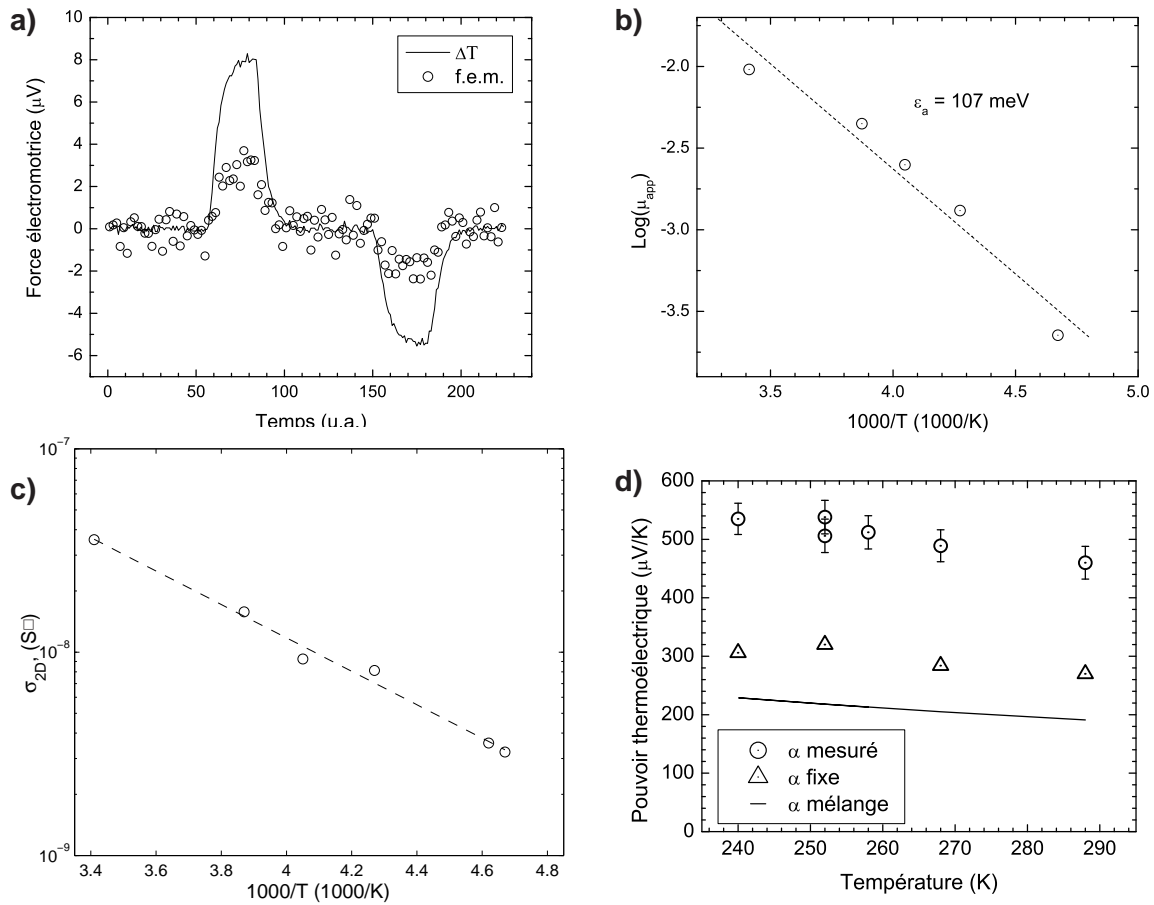 a)
10
8
6
4
2
0
-2
-4
-6
Force électromotrice (μV)
ΔT
f.e.m.
0
50
100
150
200
Temps (u.a.)
b)
-2.0
-2.5
-3.0
-3.5
Log(μapp)
εa = 107 meV
3.5
4.0
4.5
5.0
1000/T (1000/K)
c)
10-7
10-8
10-9
σ2D, (S□)
3.4
3.6
3.8
4
4.2
4.4
4.6
4.8
1000/T (1000/K)
d)
600
500
400
300
200
100
0
Pouvoir thermoélectrique (μV/K)
α mesuré
α fixe
α mélange
240
250
260
270
280
290
Température (K)